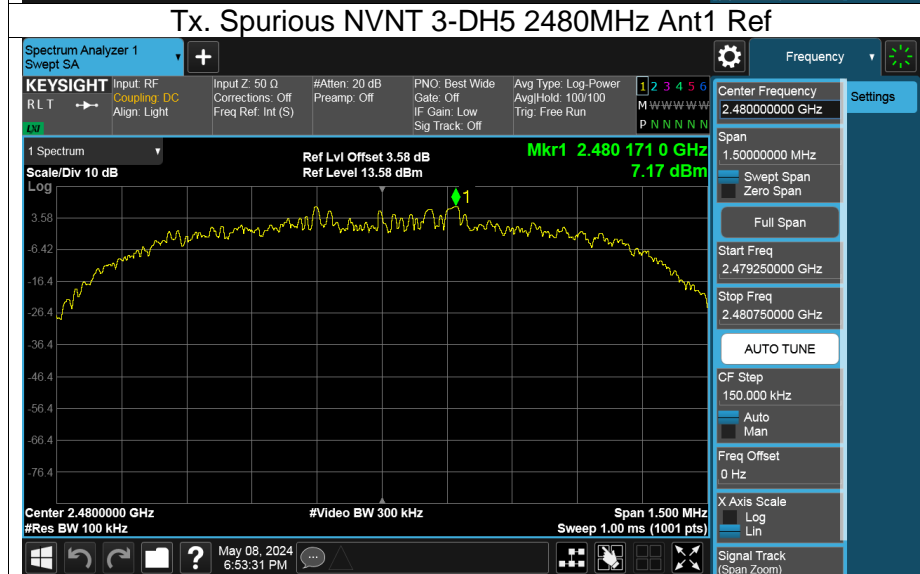 Tx. Spurious NVNT 3-DH5 2480MHz Ant1 Ref
Spectrum Analyzer 1
Swept SA
+
Frequency
KEYSIGHT
R L T
LXI
Input: RF
Coupling: DC
Align: Light
Input Z: 50 Ω
Corrections: Off
Freq Ref: Int (S)
#Atten: 20 dB
Preamp: Off
PNO: Best Wide
Gate: Off
IF Gain: Low
Sig Track: Off
Avg Type: Log-Power
Avg|Hold: 100/100
Trig: Free Run
1 2 3 4 5 6
M W W W W W
P N N N N N
1 Spectrum
Scale/Div 10 dB
Log
Ref Lvl Offset 3.58 dB
Ref Level 13.58 dBm
Mkr1 2.480 171 0 GHz
7.17 dBm
1
3.58
-6.42
-16.4
-26.4
-36.4
-46.4
-56.4
-66.4
-76.4
Center 2.4800000 GHz
#Res BW 100 kHz
#Video BW 300 kHz
Span 1.500 MHz
Sweep 1.00 ms (1001 pts)
Center Frequency
2.480000000 GHz
Settings
Span
1.50000000 MHz
Swept Span
Zero Span
Full Span
Start Freq
2.479250000 GHz
Stop Freq
2.480750000 GHz
AUTO TUNE
CF Step
150.000 kHz
Auto
Man
Freq Offset
0 Hz
X Axis Scale
Log
Lin
Signal Track
(Span Zoom)
?
May 08, 2024
6:53:31 PM